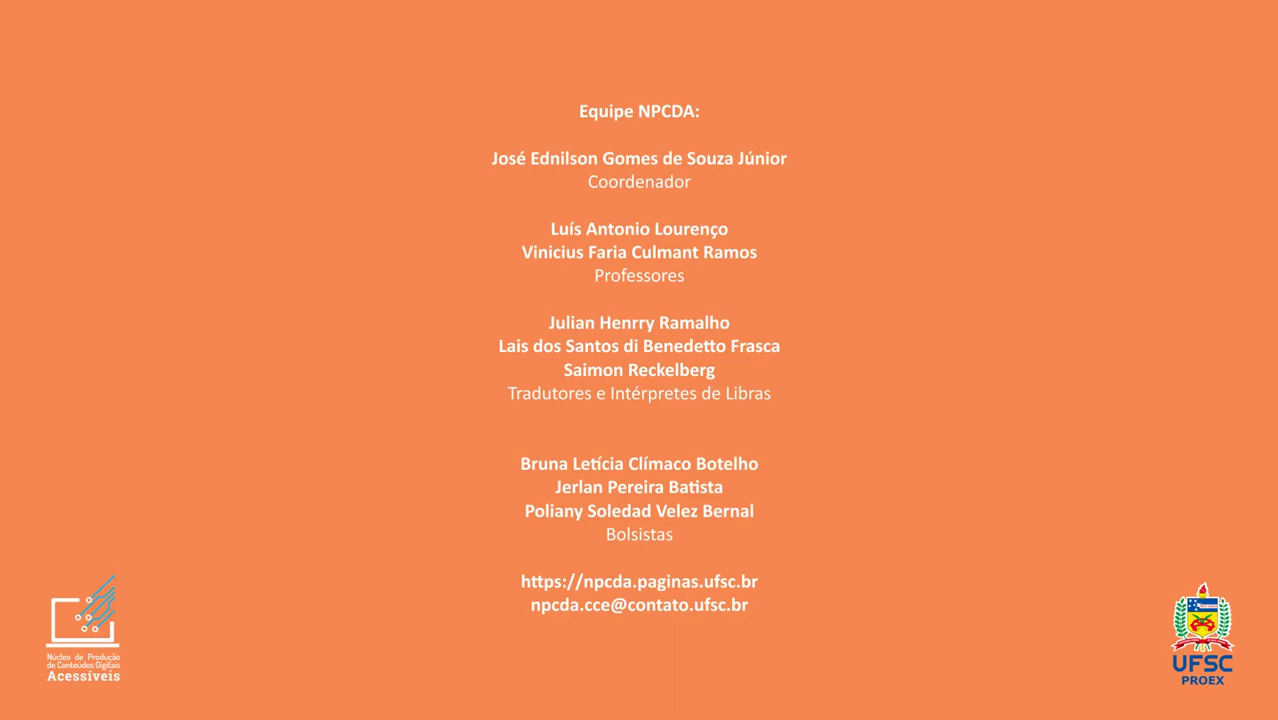 Equipe NPCDA:
José Ednilson Gomes de Souza Júnior
Coordenador
Luís Antonio Lourenço
Vinicius Faria Culmant Ramos
Professores
Julian Henrry Ramalho
Lais dos Santos di Benedetto Frasca
Saimon Reckelberg
Tradutores e Intérpretes de Libras
Bruna Letícia Clímaco Botelho
Jerlan Pereira Batista
Poliany Soledad Velez Bernal
Bolsistas
https://npcda.paginas.ufsc.br
npcda.cce@contato.ufsc.br
Núcleo de Produção
de Conteúdos Digitais
Acessíveis
UFSC
PROEX